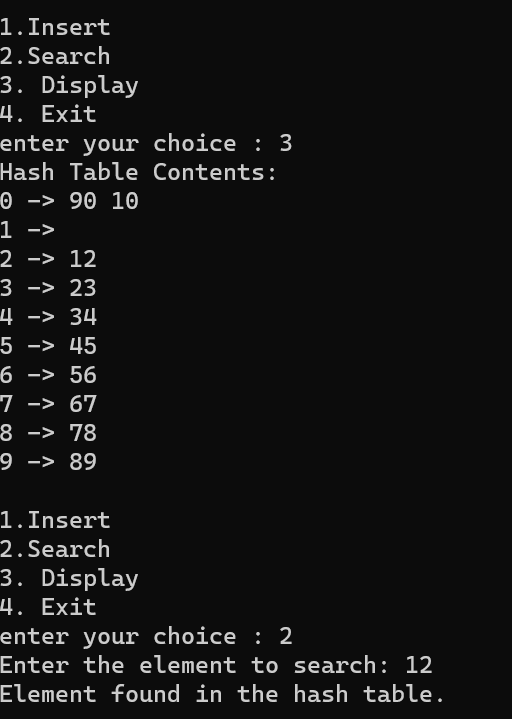 1.Insert
2.Search
3. Display
4. Exit
enter your choice : 3
Hash Table Contents:
0 -> 90 10
1 ->
2 -> 12
3 -> 23
4 -> 34
5 -> 45
6 -> 56
7 -> 67
8 -> 78
9 -> 89

1.Insert
2.Search
3. Display
4. Exit
enter your choice : 2
Enter the element to search: 12
Element found in the hash table.